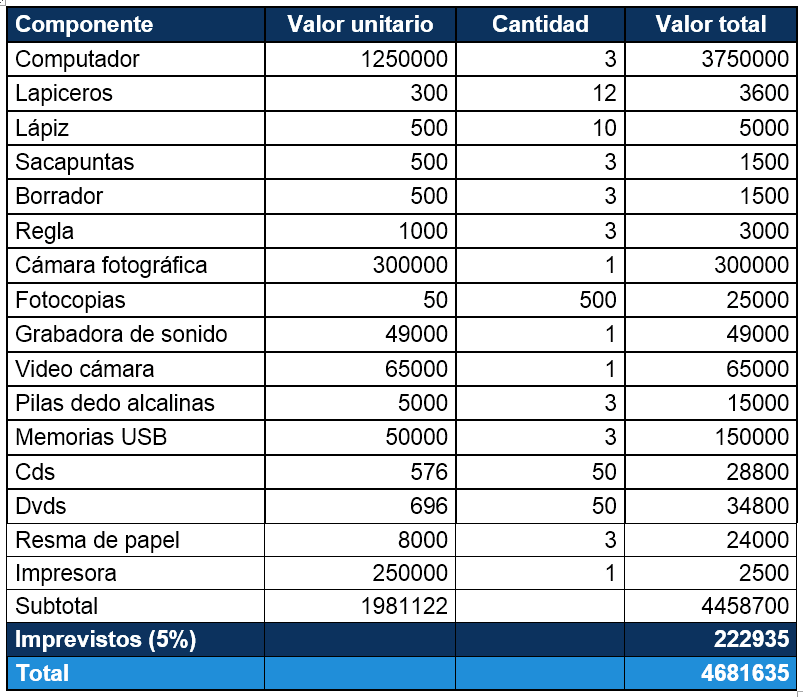 Componente Valor unitario Cantidad Valor total
Computador 1250000 3 3750000
Lapiceros 300 12 3600
Lápiz 500 10 5000
Sacapuntas 500 3 1500
Borrador 500 3 1500
Regla 1000 3 3000
Cámara fotográfica 300000 1 300000
Fotocopias 50 500 25000
Grabadora de sonido 49000 1 49000
Video cámara 65000 1 65000
Pilas dedo alcalinas 5000 3 15000
Memorias USB 50000 3 150000
Cds 576 50 28800
Dvds 696 50 34800
Resma de papel 8000 3 24000
Impresora 250000 1 2500
Subtotal 1981122 4458700
Imprevistos (5%) 222935
Total 4681635